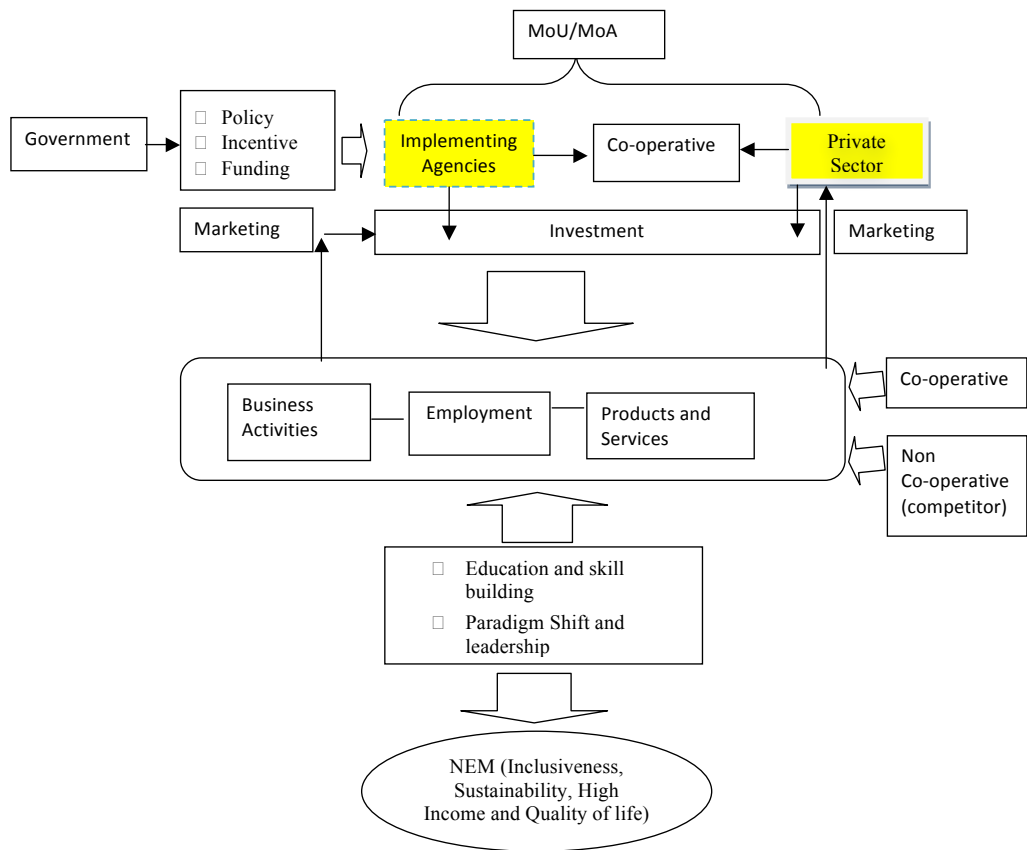 MoU/MoA
Government
□ Policy
□ Incentive
□ Funding
Implementing
Agencies
Co-operative
Private
Sector
Marketing
Investment
Marketing
Business
Activities
Employment
Products and
Services
Co-operative
Non
Co-operative
(competitor)
□ Education and skill
building
□ Paradigm Shift and
leadership
NEM (Inclusiveness,
Sustainability, High
Income and Quality of life)